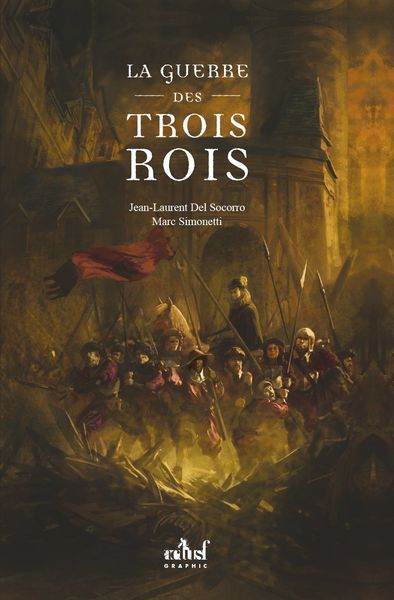 LA GUERRE
DES
TROIS
ROIS
Jean-Laurent Del Socorro
Marc Simonetti
actusf
GRAPHIC